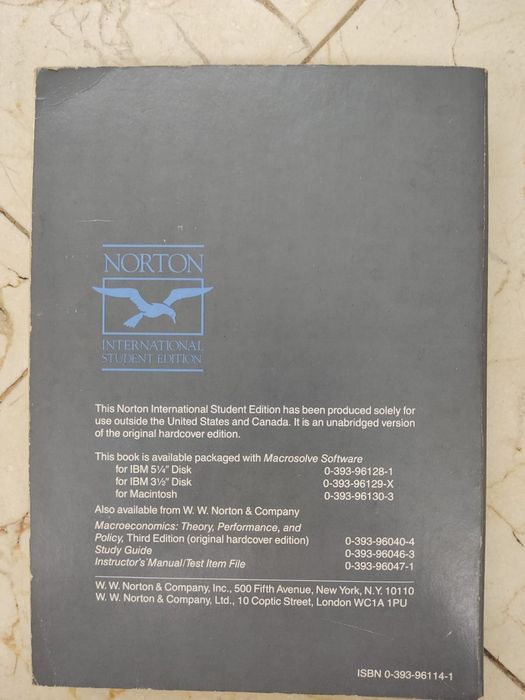 NORTON
INTERNATIONAL
STUDENT EDITION
This Norton International Student Edition has been produced solely for
use outside the United States and Canada. It is an unabridged version
of the original hardcover edition.
This book is available packaged with Macrosolve Software
for IBM 5¼" Disk 0-393-96128-1
for IBM 3½" Disk 0-393-96129-X
for Macintosh 0-393-96130-3
Also available from W. W. Norton & Company
Macroeconomics: Theory, Performance, and
Policy, Third Edition (original hardcover edition) 0-393-96040-4
Study Guide 0-393-96046-3
Instructor's Manual/Test Item File 0-393-96047-1
W. W. Norton & Company, Inc., 500 Fifth Avenue, New York, N.Y. 10110
W. W. Norton & Company, Ltd., 10 Coptic Street, London WC1A 1PU
ISBN 0-393-96114-1